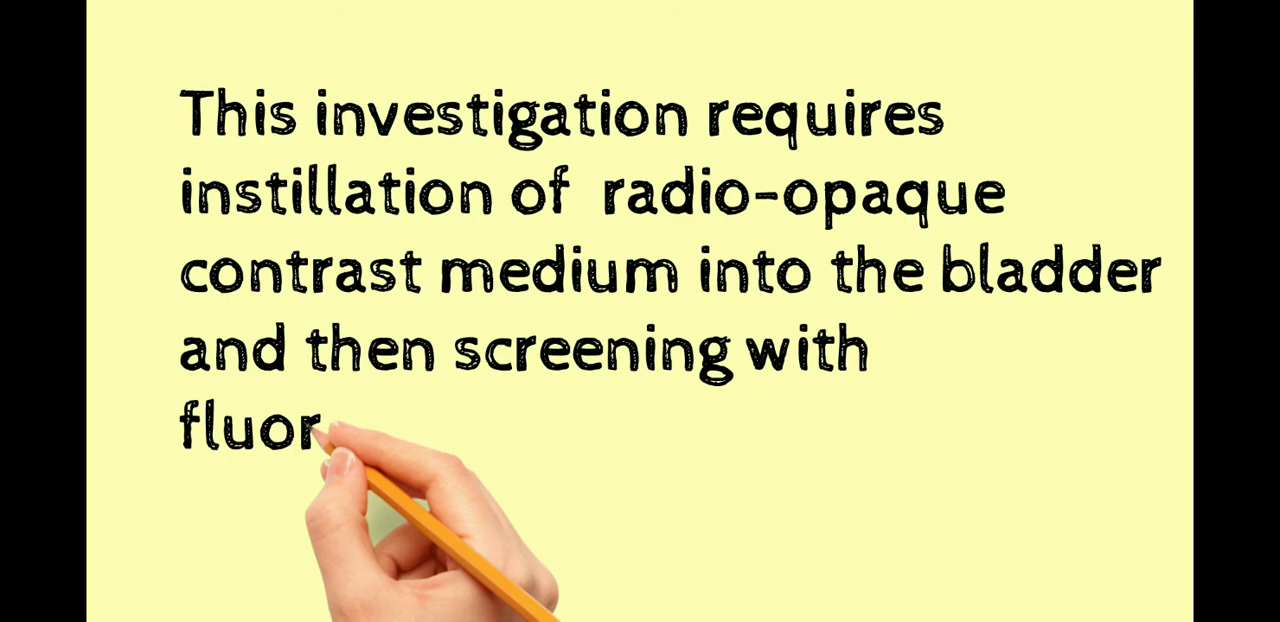 This investigation requires
instillation of radio-opaque
contrast medium into the bladder
and then screening with
fluor